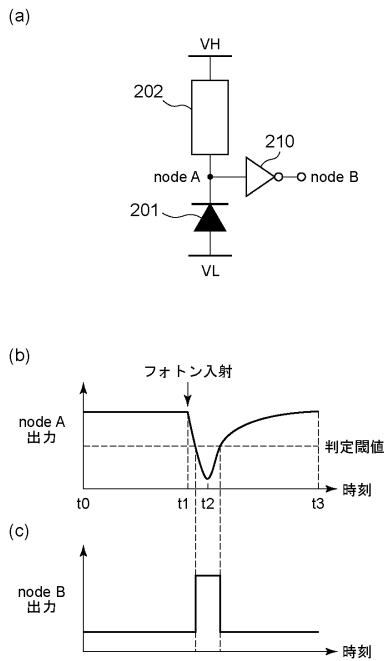 (a)
VH
202
210
node A
node B
201
VL
(b)
フォトン入射
node A
出力
判定閾値
時刻
t0
t1
t2
t3
(c)
node B
出力
時刻